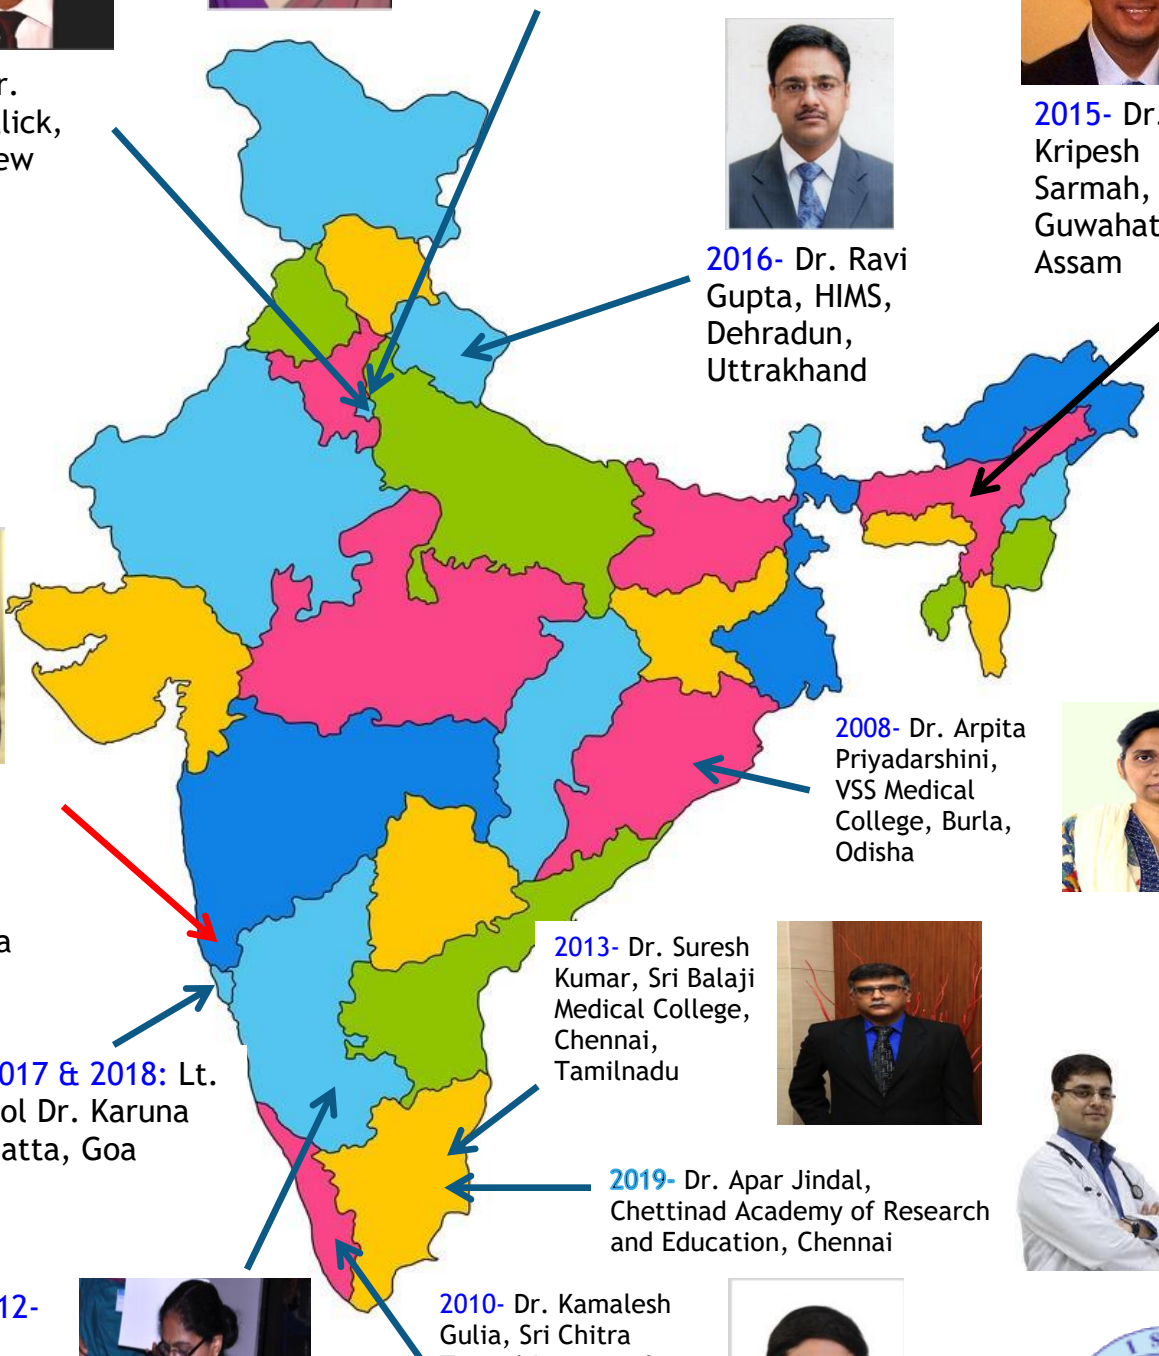 r.
lick,
ew
2015- Dr.
Kripesh
Sarmah,
Guwahat
Assam
2016- Dr. Ravi
Gupta, HIMS,
Dehradun,
Uttrakhand
2008- Dr. Arpita
Priyadarshini,
VSS Medical
College, Burla,
Odisha
a
2013- Dr. Suresh
Kumar, Sri Balaji
Medical College,
Chennai,
Tamilnadu
017 & 2018: Lt.
ol Dr. Karuna
atta, Goa
2019- Dr. Apar Jindal,
Chettinad Academy of Research
and Education, Chennai
12-
2010- Dr. Kamalesh
Gulia, Sri Chitra
I S